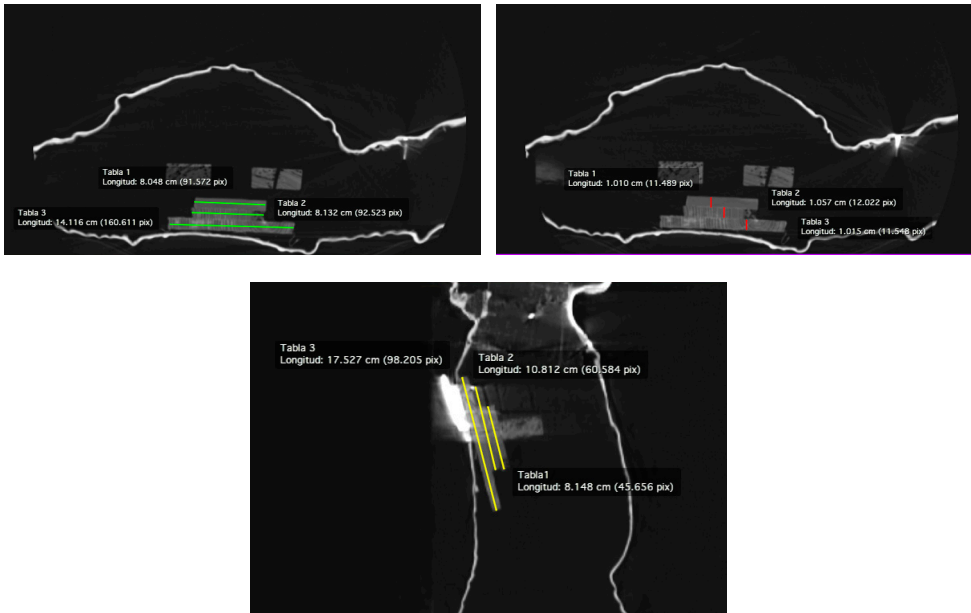 Tabla 1
Longitud: 8.048 cm (91.572 pix)
Tabla 2
Longitud: 8.132 cm (92.523 pix)
Tabla 3
Longitud: 14.116 cm (160.611 pix)
Tabla 1
Longitud: 1.010 cm (11.489 pix)
Tabla 2
Longitud: 1.057 cm (12.022 pix)
Tabla 3
Longitud: 1.015 cm (11.548 pix)
Tabla 3
Longitud: 17.527 cm (98.205 pix)
Tabla 2
Longitud: 10.812 cm (60.584 pix)
Tabla1
Longitud: 8.148 cm (45.656 pix)